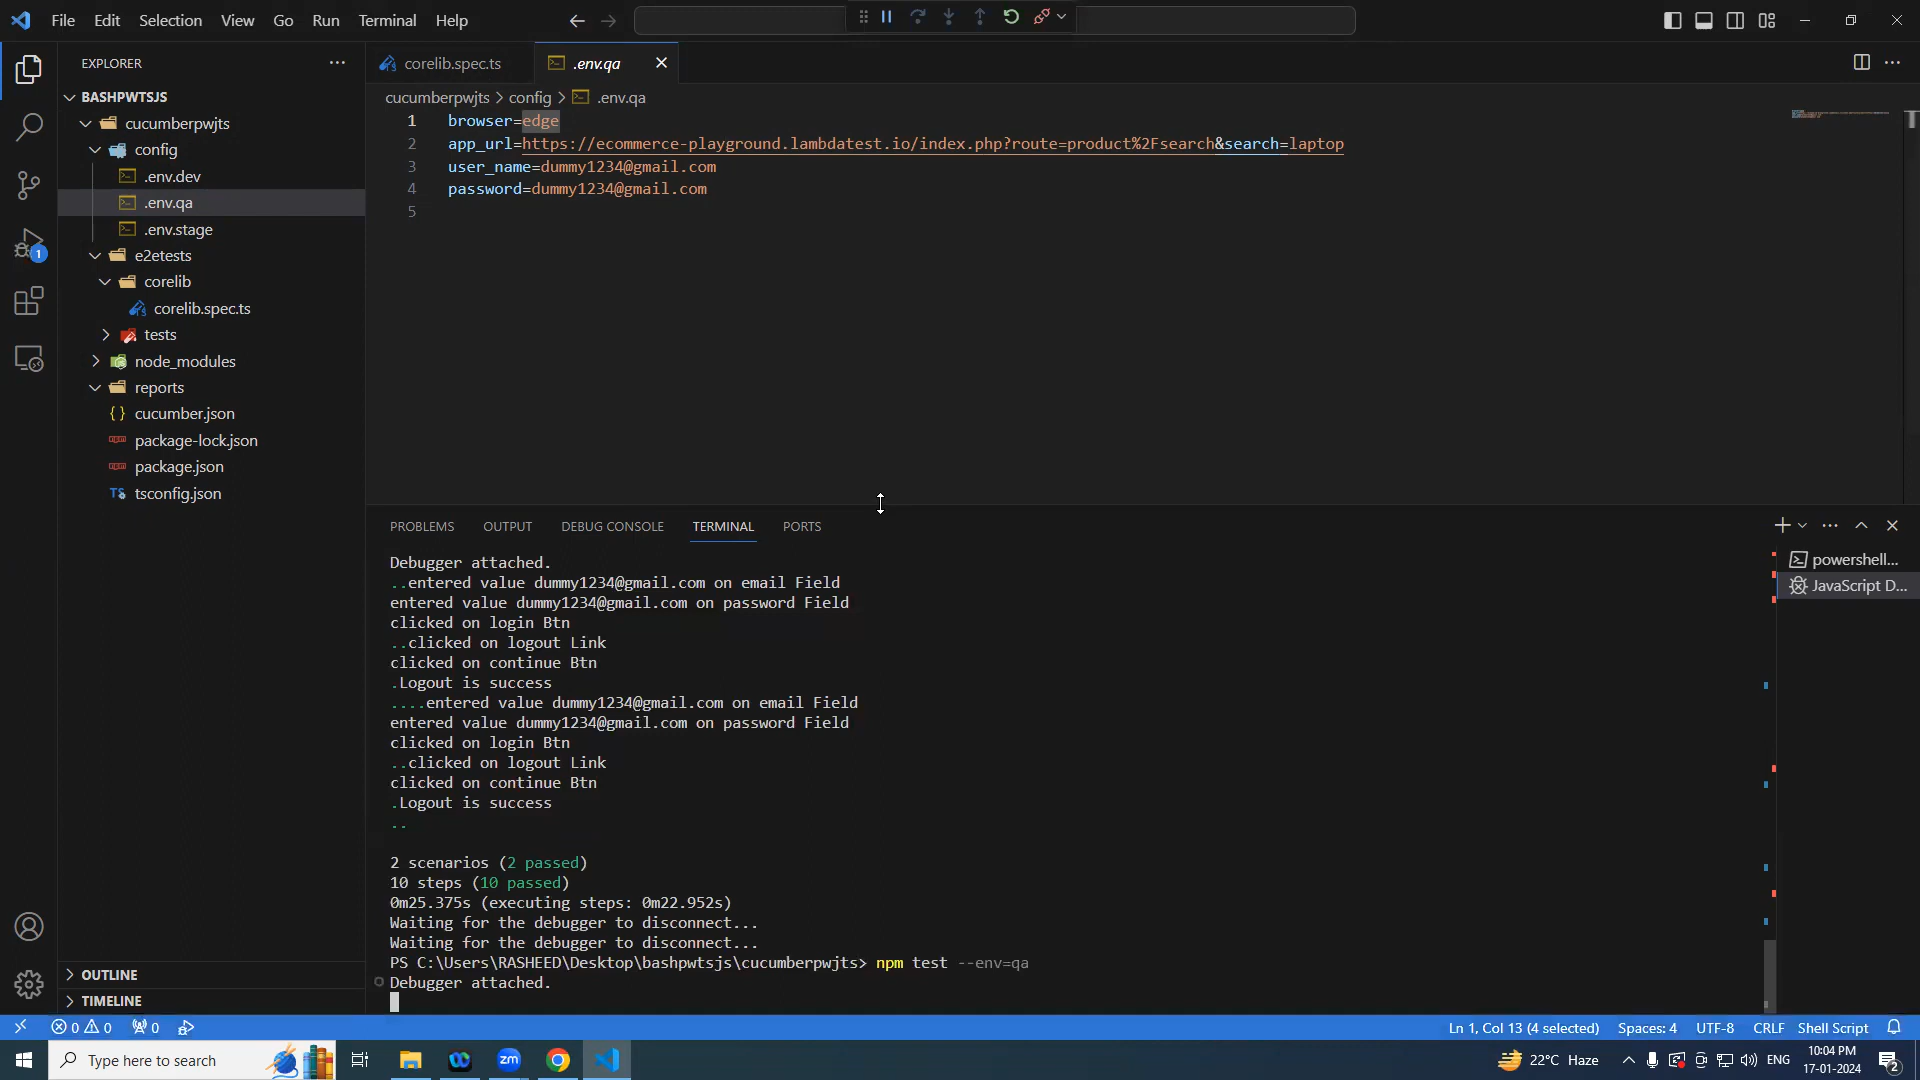 File Edit Selection View Go Run Terminal Help
EXPLORER
BASHPWTSJS
cucumberpwjts
config
.env.dev
.env.qa
.env.stage
e2etests
corelib
corelib.spec.ts
tests
node_modules
reports
cucumber.json
package-lock.json
package.json
tsconfig.json
OUTLINE
TIMELINE
1
corelib.spec.ts .env.qa
cucumberpwjts > config > .env.qa
1 browser=edge
2 app_url=https://ecommerce-playground.lambdatest.io/index.php?route=product%2Fsearch&search=laptop
3 user_name=dummy1234@gmail.com
4 password=dummy1234@gmail.com
5
PROBLEMS OUTPUT DEBUG CONSOLE TERMINAL PORTS
powershell...
JavaScript D...
Debugger attached.
..entered value dummy1234@gmail.com on email Field
entered value dummy1234@gmail.com on password Field
clicked on login Btn
..clicked on logout Link
clicked on continue Btn
.Logout is success
....entered value dummy1234@gmail.com on email Field
entered value dummy1234@gmail.com on password Field
clicked on login Btn
..clicked on logout Link
clicked on continue Btn
.Logout is success
..
2 scenarios (2 passed)
10 steps (10 passed)
0m25.375s (executing steps: 0m22.952s)
Waiting for the debugger to disconnect...
Waiting for the debugger to disconnect...
PS C:\Users\RASHEED\Desktop\bashpwtsjs\cucumberpwjts> npm test --env=qa
Debugger attached.
0 0 0 Ln 1, Col 13 (4 selected) Spaces: 4 UTF-8 CRLF Shell Script
Type here to search zm 22°C Haze ENG 10:04 PM
17-01-2024 2